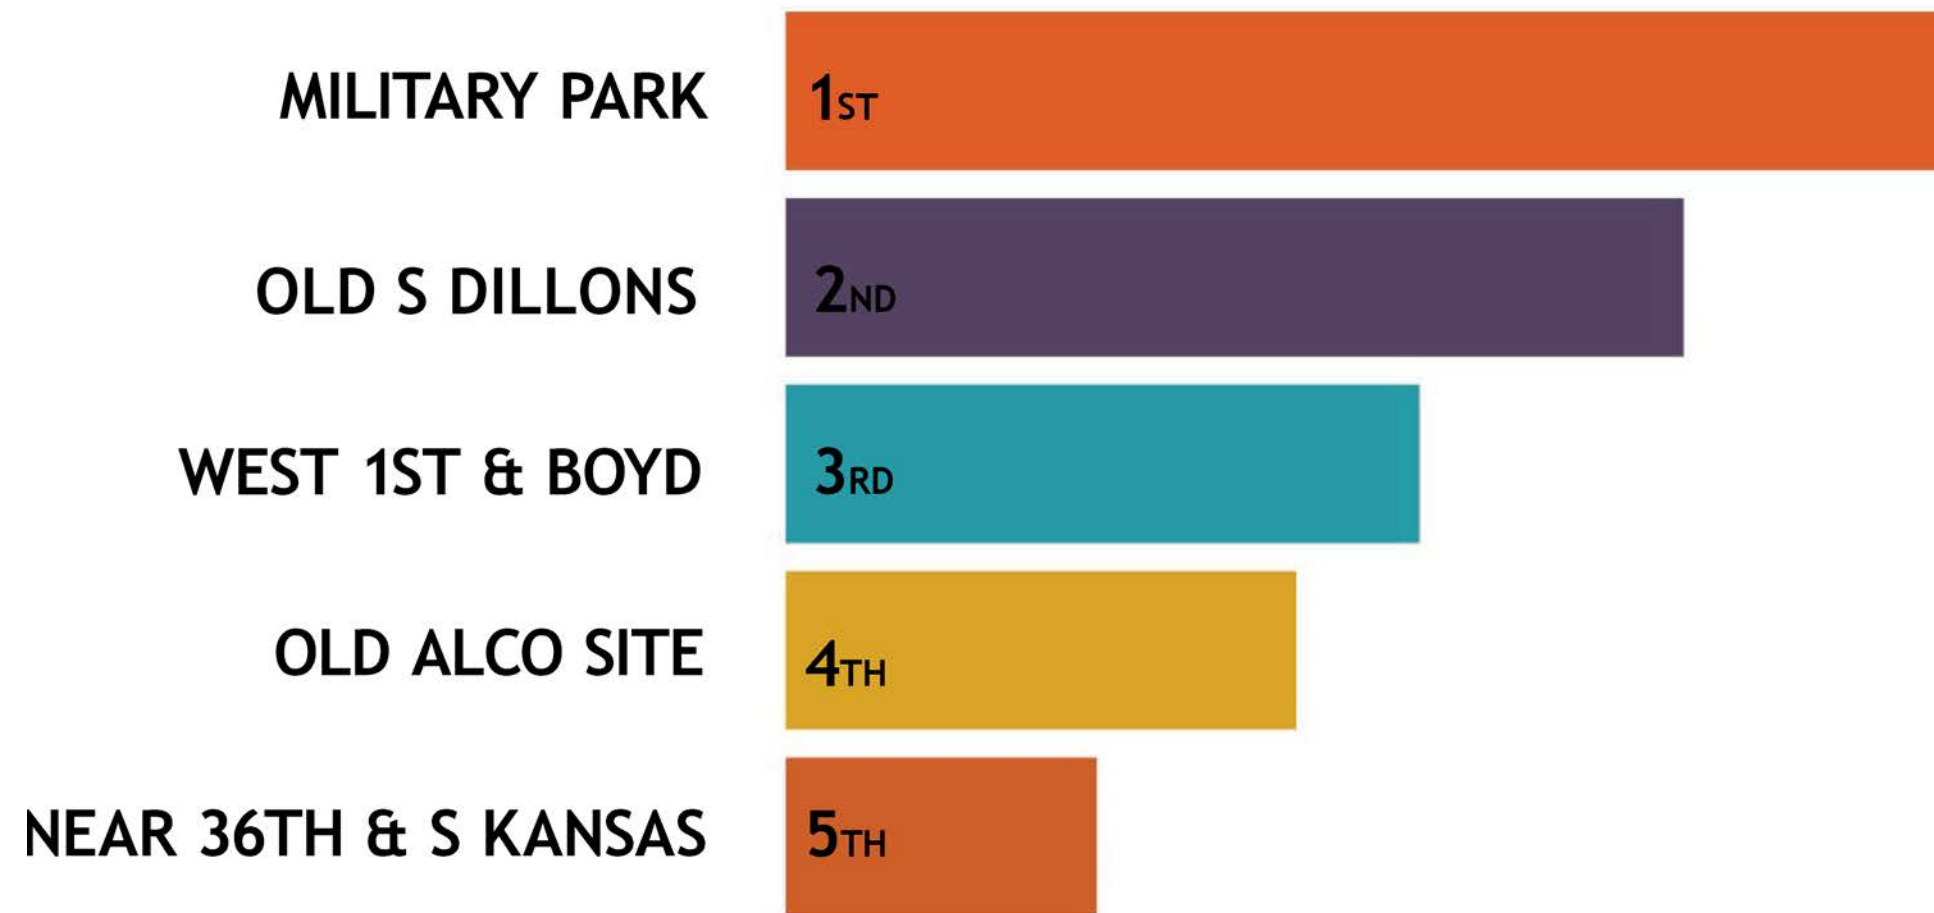 MILITARY PARK 1ST
OLD S DILLONS 2ND
WEST 1ST & BOYD 3RD
OLD ALCO SITE 4TH
NEAR 36TH & S KANSAS 5TH